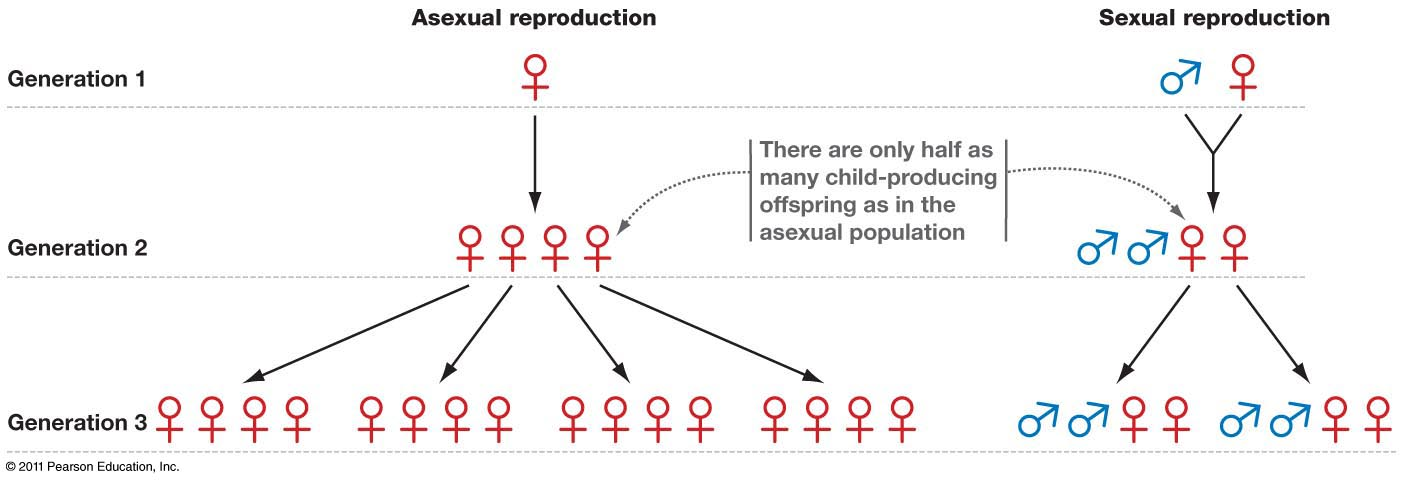 Asexual reproduction
Sexual reproduction
Generation 1
There are only half as
many child-producing
offspring as in the
asexual population
Generation 2
Generation 3
© 2011 Pearson Education, Inc.